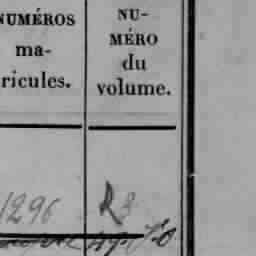 NUMÉROS
ma-
ricules.
NU-
MÉRO
du
volume.
1296
R3